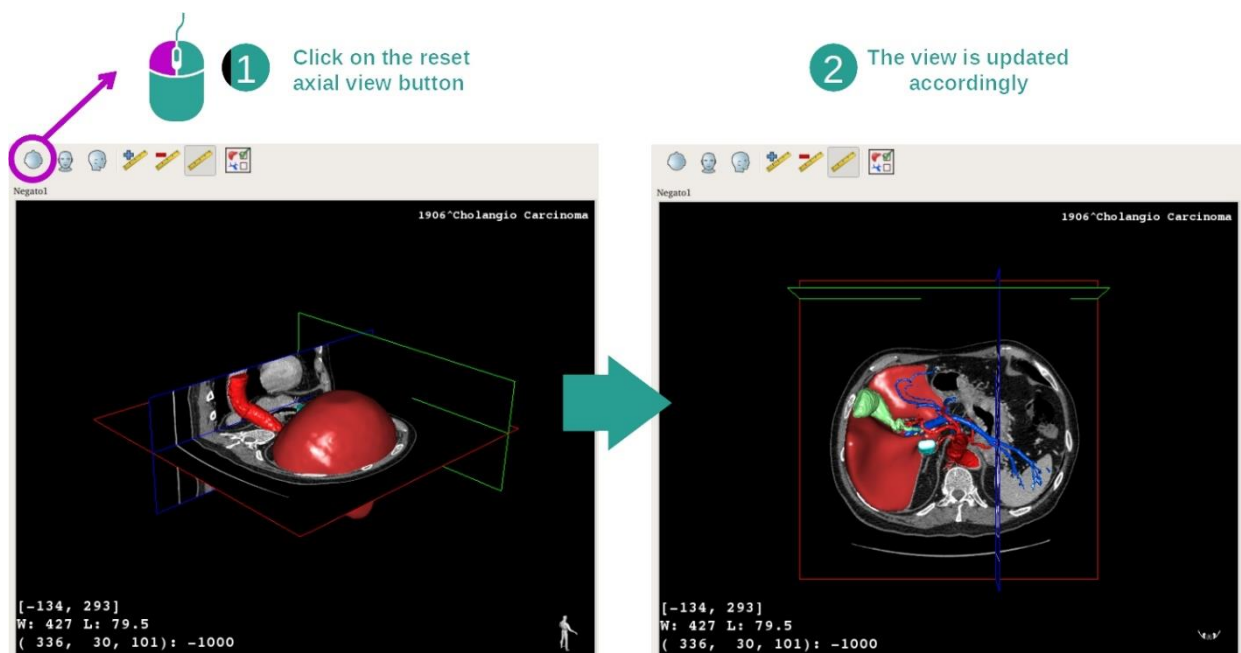 1
Click on the reset
axial view button
2
The view is updated
accordingly
Negato1
1906^Cholangio Carcinoma
[-134, 293]
W: 427 L: 79.5
( 336,  30, 101): -1000
Negato1
1906^Cholangio Carcinoma
[-134, 293]
W: 427 L: 79.5
( 336,  30, 101): -1000